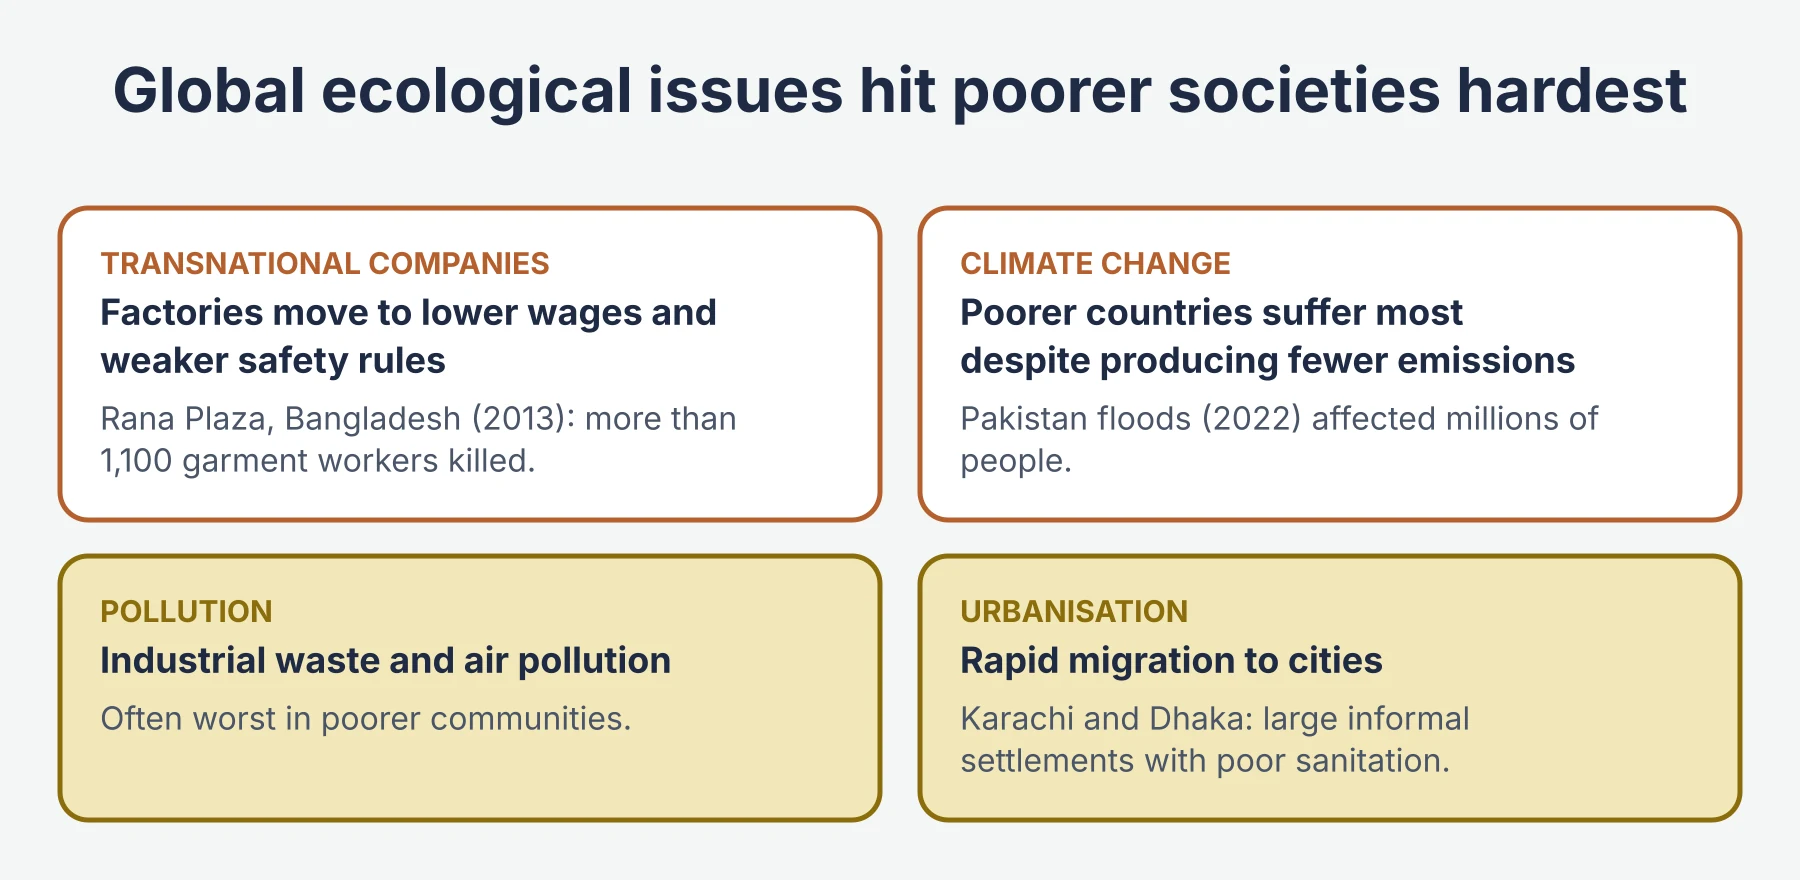 Global ecological issues hit poorer societies hardest
TRANSNATIONAL COMPANIES
Factories move to lower wages and
weaker safety rules
Rana Plaza, Bangladesh (2013): more than
1,100 garment workers killed.
CLIMATE CHANGE
Poorer countries suffer most
despite producing fewer emissions
Pakistan floods (2022) affected millions of
people.
POLLUTION
Industrial waste and air pollution
Often worst in poorer communities.
URBANISATION
Rapid migration to cities
Karachi and Dhaka: large informal
settlements with poor sanitation.